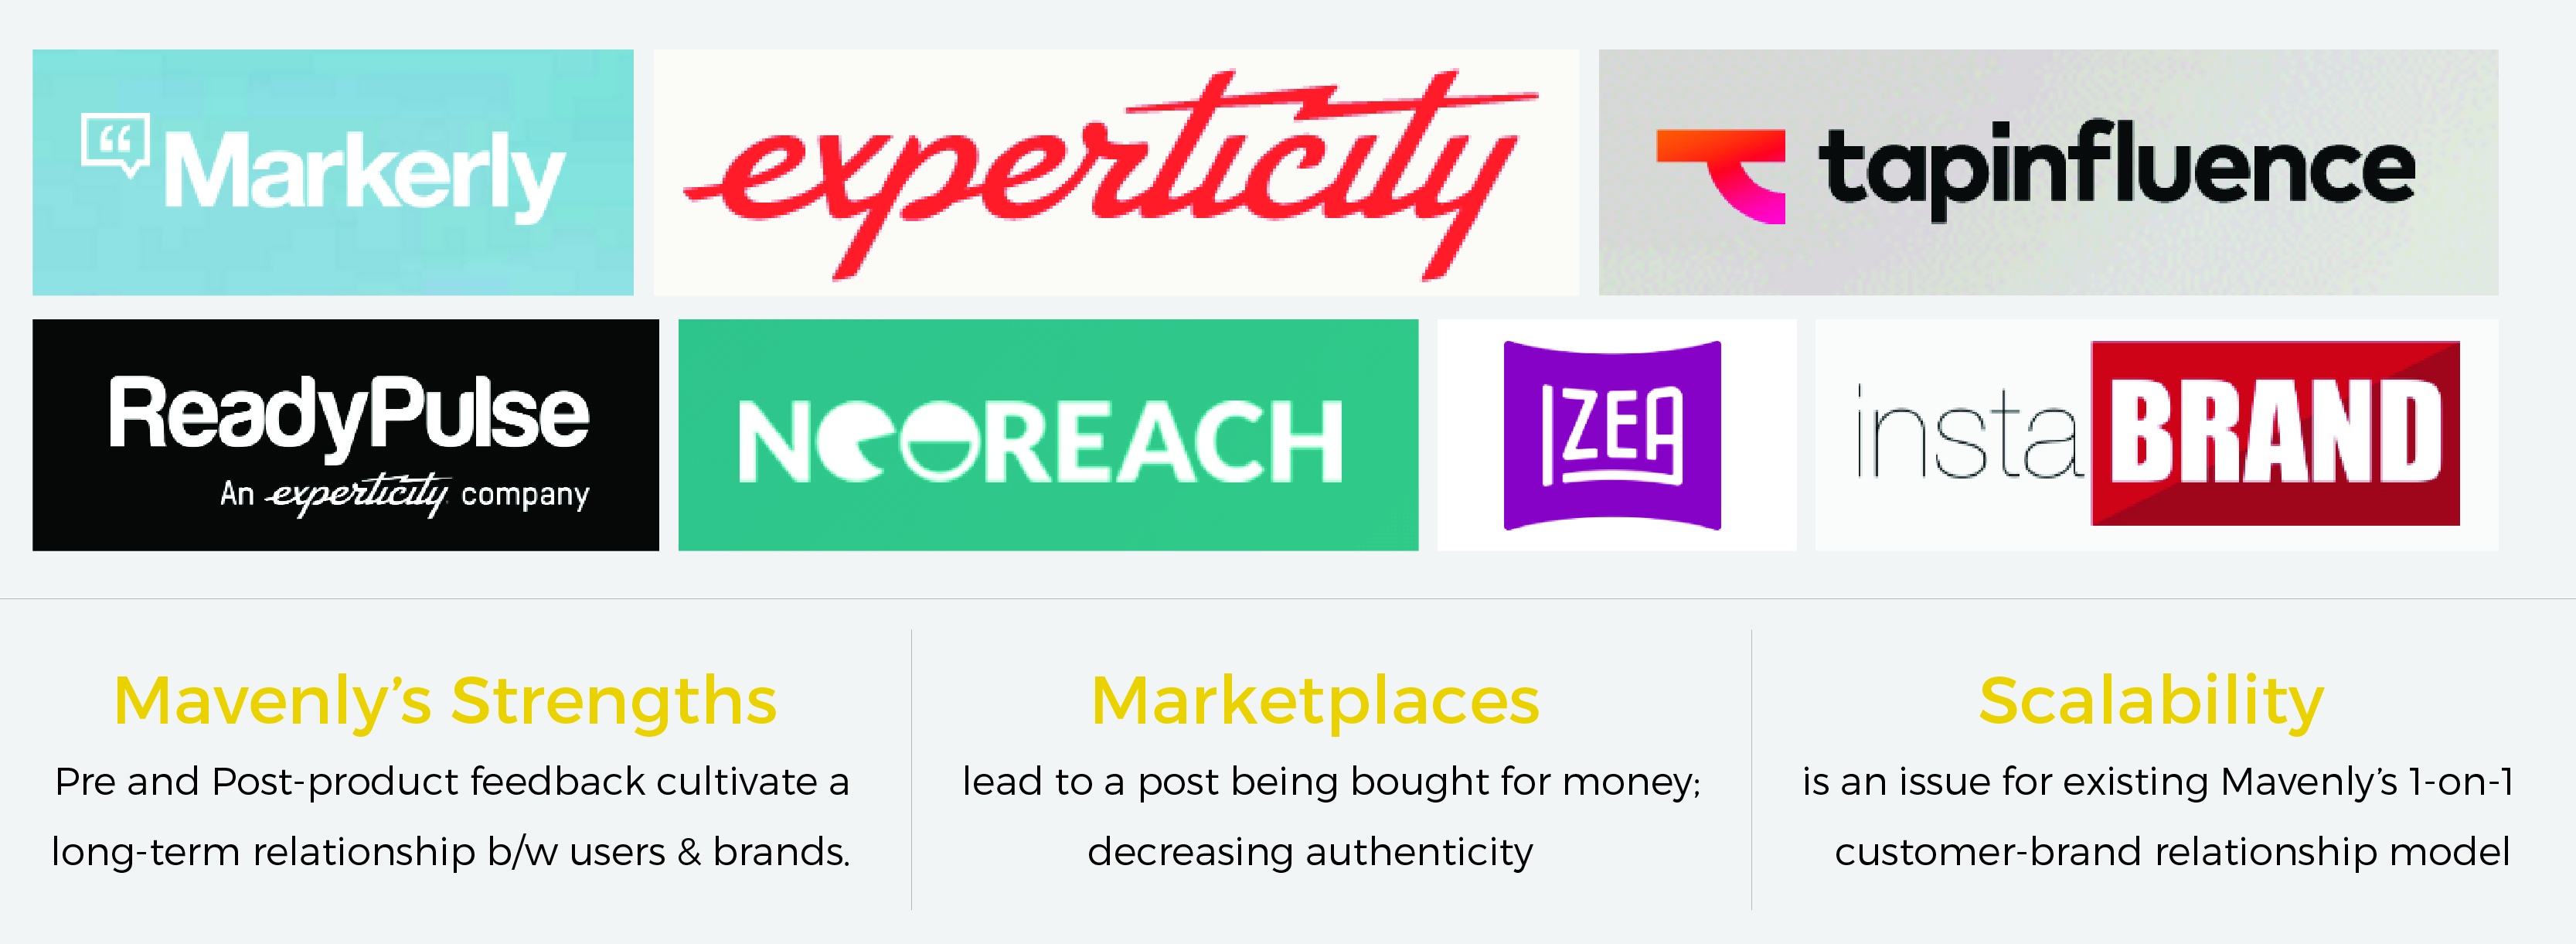 “ Markerly
experticity
tapinfluence
ReadyPulse
An experticity company
NEOREACH
IZEA
instaBRAND
Mavenly’s Strengths
Pre and Post-product feedback cultivate a
long-term relationship b/w users & brands.
Marketplaces
lead to a post being bought for money;
decreasing authenticity
Scalability
is an issue for existing Mavenly’s 1-on-1
customer-brand relationship model